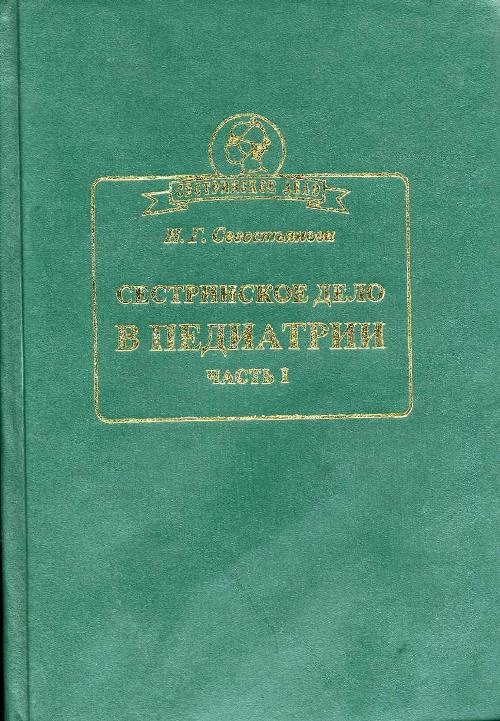 СЕСТРИНСКОЕ ДЕЛО
Н. Г. Севостьянова
СЕСТРИНСКОЕ ДЕЛО
В ПЕДИАТРИИ
ЧАСТЬ I